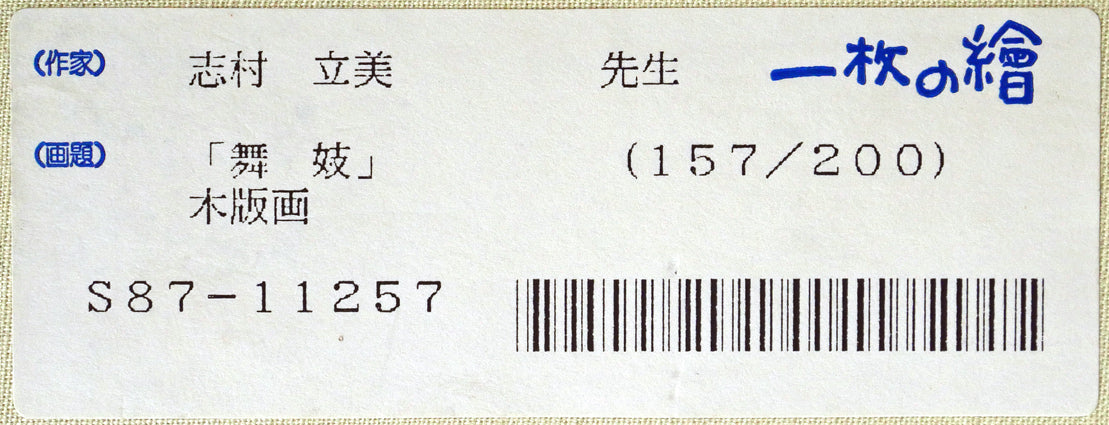 (作家) 志村　立美　先生 一枚の繪
(画題) 「舞　妓」 (157／200)
木版画
S87-11257